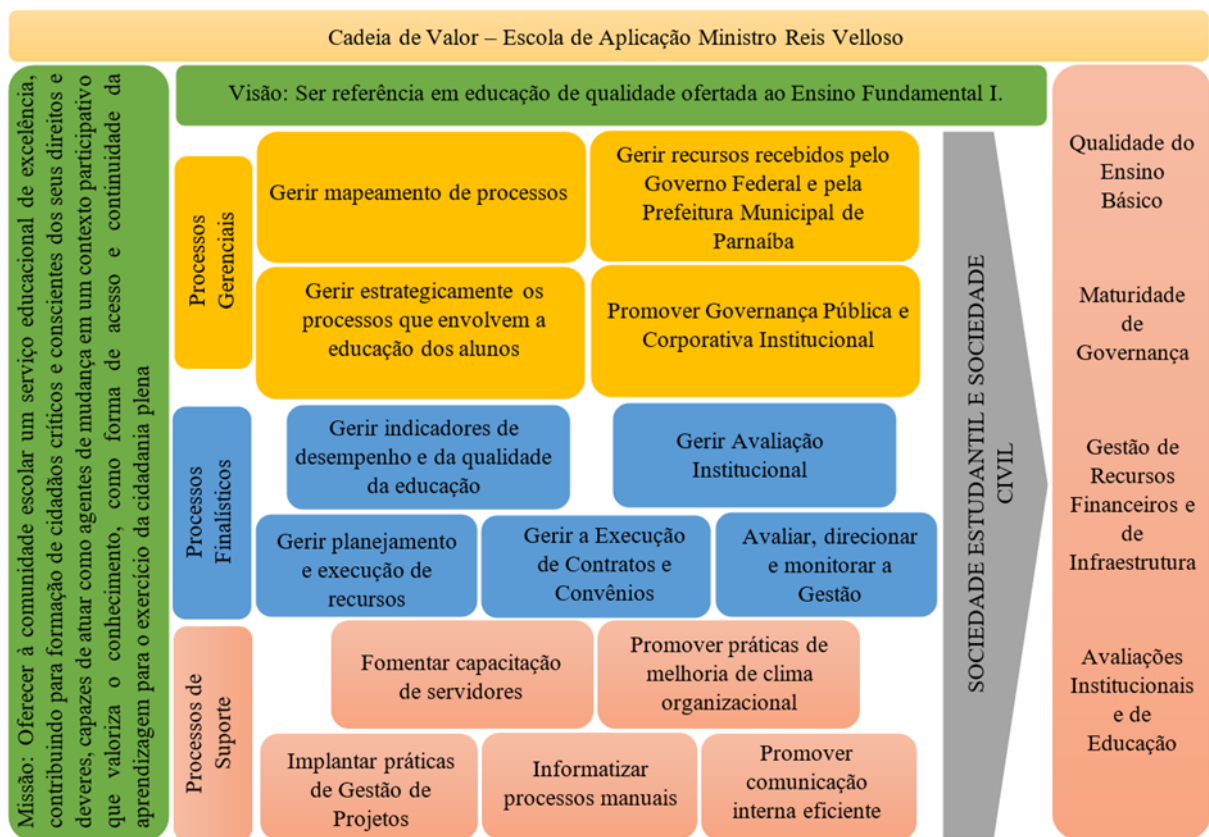 Cadeia de Valor – Escola de Aplicação Ministro Reis Velloso
Missão: Oferecer à comunidade escolar um serviço educacional de excelência,
contribuindo para formação de cidadãos críticos e conscientes dos seus direitos e
deveres, capazes de atuar como agentes de mudança em um contexto participativo
que valoriza o conhecimento, como forma de acesso e continuidade da
aprendizagem para o exercício da cidadania plena
Visão: Ser referência em educação de qualidade ofertada ao Ensino Fundamental I.
Processos
Gerenciais
Gerir mapeamento de processos
Gerir recursos recebidos pelo
Governo Federal e pela
Prefeitura Municipal de
Parnaíba
Gerir estrategicamente os
processos que envolvem a
educação dos alunos
Promover Governança Pública e
Corporativa Institucional
Processos
Finalísticos
Gerir indicadores de
desempenho e da qualidade
da educação
Gerir Avaliação
Institucional
Gerir planejamento
e execução de
recursos
Gerir a Execução
de Contratos e
Convênios
Avaliar, direcionar
e monitorar a
Gestão
Processos de
Suporte
Fomentar capacitação
de servidores
Promover práticas de
melhoria de clima
organizacional
Implantar práticas
de Gestão de
Projetos
Informatizar
processos manuais
Promover
comunicação
interna eficiente
SOCIEDADE ESTUDANTIL E SOCIEDADE
CIVIL
Qualidade do
Ensino
Básico
Maturidade
de
Governança
Gestão de
Recursos
Financeiros e
de
Infraestrutura
Avaliações
Institucionais
e de
Educação